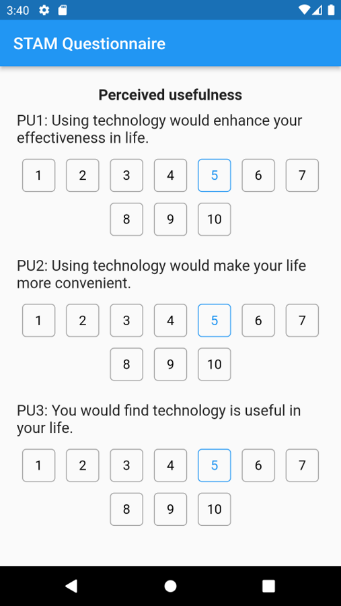 3:40
STAM Questionnaire
Perceived usefulness
PU1: Using technology would enhance your
effectiveness in life.
1 2 3 4 5 6 7
8 9 10
PU2: Using technology would make your life
more convenient.
1 2 3 4 5 6 7
8 9 10
PU3: You would find technology is useful in
your life.
1 2 3 4 5 6 7
8 9 10